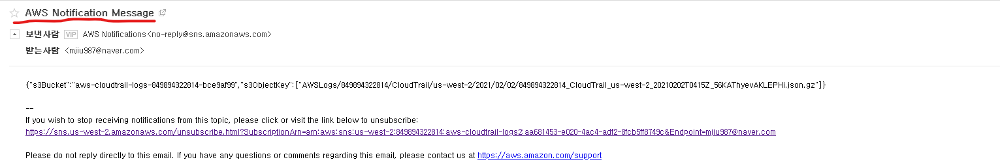 AWS Notification Message
보낸사람 VIP AWS Notifications<no-reply@sns.amazonaws.com>
받는사람 <mjiu987@naver.com>
{"s3Bucket":"aws-cloudtrail-logs-849894322814-bce9af99","s3ObjectKey":["AWSLogs/849894322814/CloudTrail/us-west-2/2021/02/02/849894322814_CloudTrail_us-west-2_20210202T0415Z_56KAThyevAKLEPHi.json.gz"]}
--
If you wish to stop receiving notifications from this topic, please click or visit the link below to unsubscribe:
https://sns.us-west-2.amazonaws.com/unsubscribe.html?SubscriptionArn=arn:aws:sns:us-west-2:849894322814:aws-cloudtrail-logs2:aa681453-e020-4ac4-adf2-8fcb5ff8749c&Endpoint=mjiu987@naver.com
Please do not reply directly to this email. If you have any questions or comments regarding this email, please contact us at https://aws.amazon.com/support